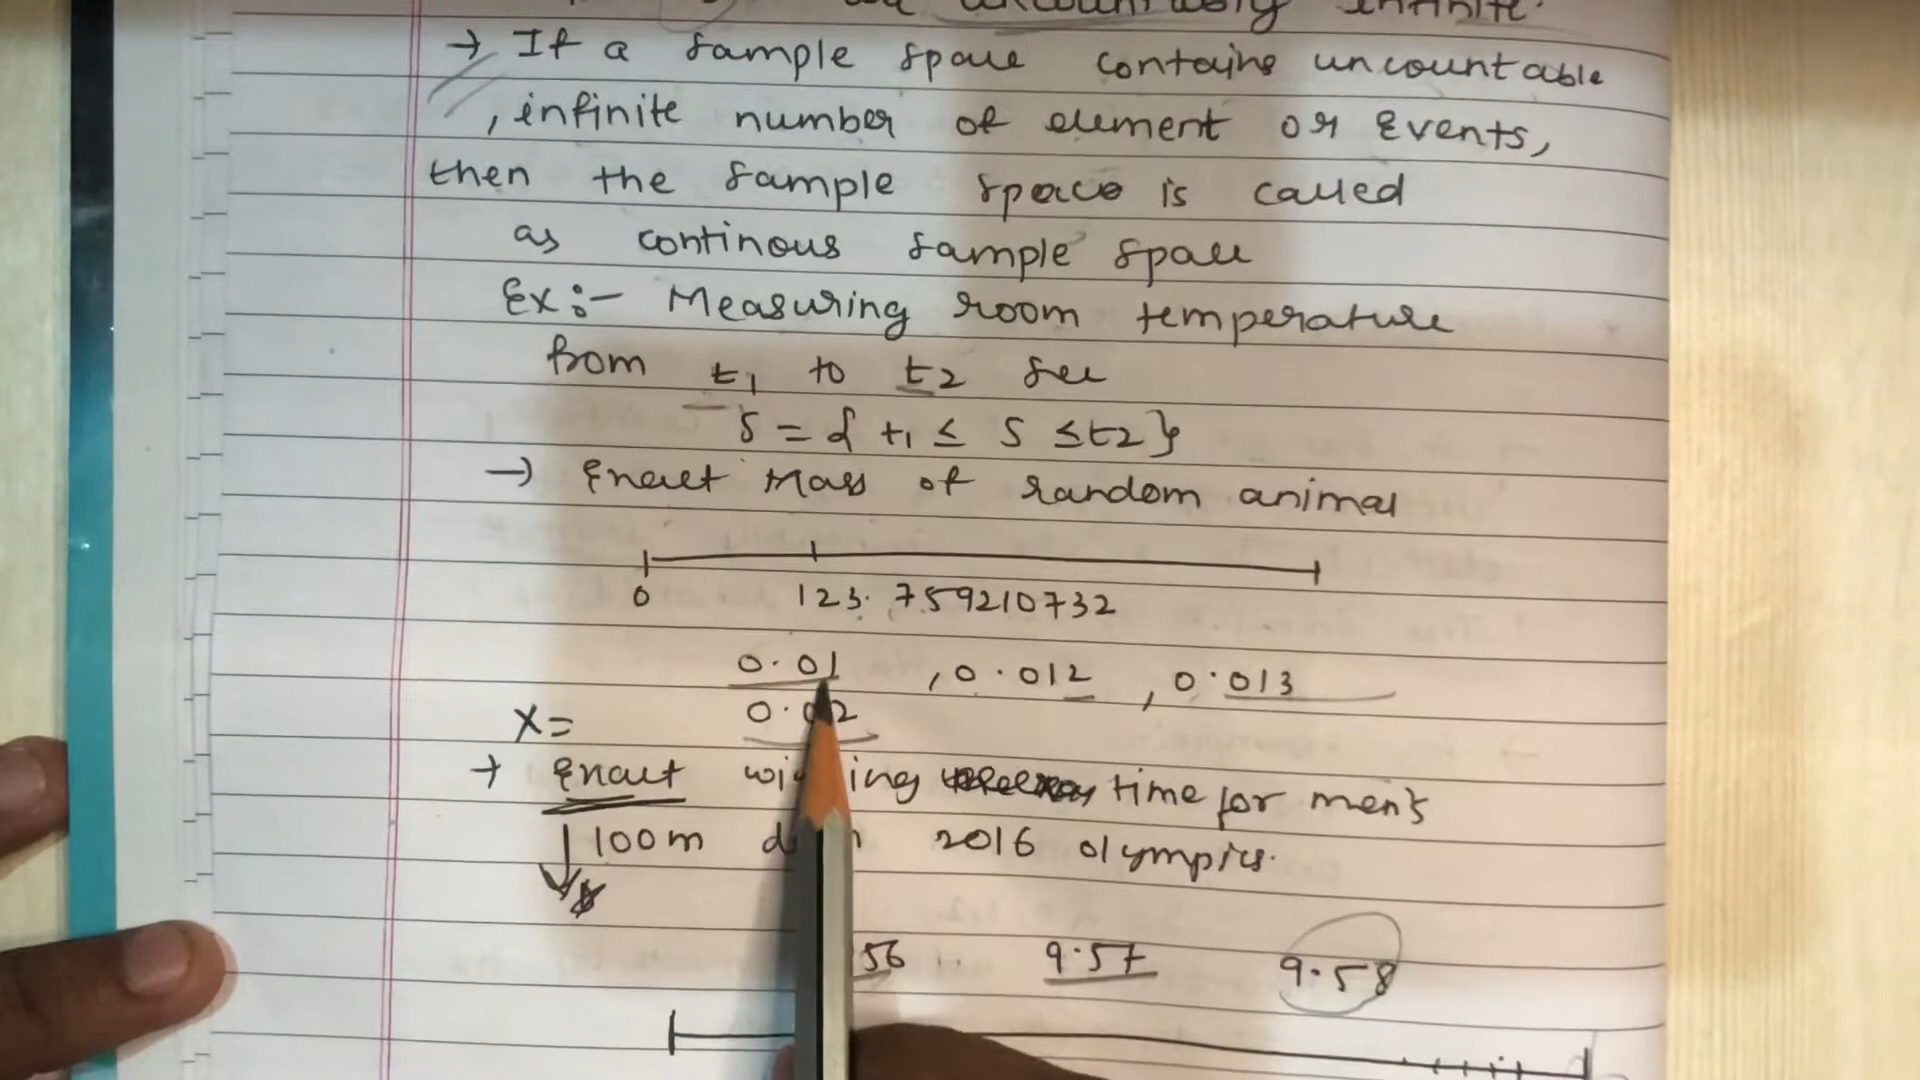 uncountably infinite.
→ If a sample space contains uncountable
, infinite number of element or Events,
then the sample space is called
as continous sample space
Ex:- Measuring room temperature
from t1 to t2 sec
S = { t1 ≤ S ≤ t2 }
→ Exact Mass of random animal
0 123.759210732
0.01 , 0.012 , 0.013
X = 0.02
→ Exact time for men's
100m 2016 olympics.
56 9.57 9.58